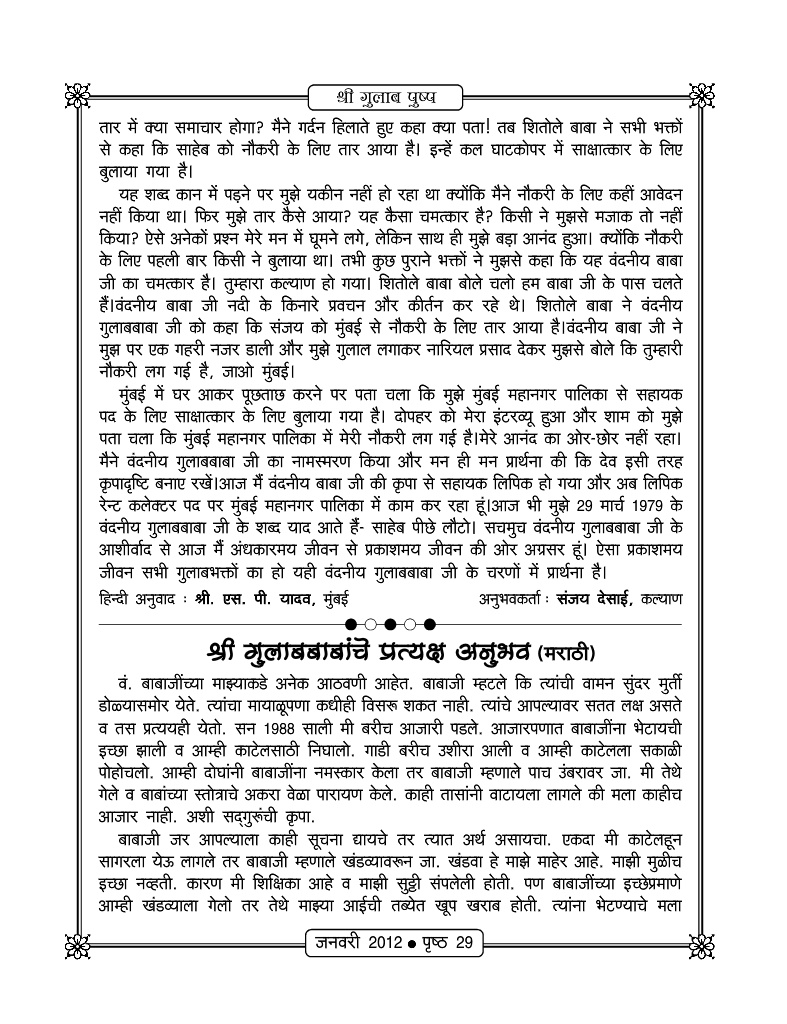 श्री गुलाब पुष्प
तार में क्या समाचार होगा? मैने गर्दन हिलाते हुए कहा क्या पता! तब शितोले बाबा ने सभी भक्तों
से कहा कि साहेब को नौकरी के लिए तार आया है। इन्हें कल घाटकोपर में साक्षात्कार के लिए
बुलाया गया है।
यह शब्द कान में पड़ने पर मुझे यकीन नहीं हो रहा था क्योंकि मैने नौकरी के लिए कहीं आवेदन
नहीं किया था। फिर मुझे तार कैसे आया? यह कैसा चमत्कार है? किसी ने मुझसे मजाक तो नहीं
किया? ऐसे अनेकों प्रश्न मेरे मन में घूमने लगे, लेकिन साथ ही मुझे बड़ा आनंद हुआ। क्योंकि नौकरी
के लिए पहली बार किसी ने बुलाया था। तभी कुछ पुराने भक्तों ने मुझसे कहा कि यह वंदनीय बाबा
जी का चमत्कार है। तुम्हारा कल्याण हो गया। शितोले बाबा बोले चलो हम बाबा जी के पास चलते
हैं।वंदनीय बाबा जी नदी के किनारे प्रवचन और कीर्तन कर रहे थे। शितोले बाबा ने वंदनीय
गुलाबबाबा जी को कहा कि संजय को मुंबई से नौकरी के लिए तार आया है।वंदनीय बाबा जी ने
मुझ पर एक गहरी नजर डाली और मुझे गुलाल लगाकर नारियल प्रसाद देकर मुझसे बोले कि तुम्हारी
नौकरी लग गई है, जाओ मुंबई।
मुंबई में घर आकर पूछताछ करने पर पता चला कि मुझे मुंबई महानगर पालिका से सहायक
पद के लिए साक्षात्कार के लिए बुलाया गया है। दोपहर को मेरा इंटरव्यू हुआ और शाम को मुझे
पता चला कि मुंबई महानगर पालिका में मेरी नौकरी लग गई है।मेरे आनंद का ओर-छोर नहीं रहा।
मैने वंदनीय गुलाबबाबा जी का नामस्मरण किया और मन ही मन प्रार्थना की कि देव इसी तरह
कृपादृष्टि बनाए रखें।आज मैं वंदनीय बाबा जी की कृपा से सहायक लिपिक हो गया और अब लिपिक
रेन्ट कलेक्टर पद पर मुंबई महानगर पालिका में काम कर रहा हूं।आज भी मुझे 29 मार्च 1979 के
वंदनीय गुलाबबाबा जी के शब्द याद आते हैं- साहेब पीछे लौटो। सचमुच वंदनीय गुलाबबाबा जी के
आशीर्वाद से आज मैं अंधकारमय जीवन से प्रकाशमय जीवन की ओर अग्रसर हूं। ऐसा प्रकाशमय
जीवन सभी गुलाबभक्तों का हो यही वंदनीय गुलाबबाबा जी के चरणों में प्रार्थना है।
हिन्दी अनुवाद : श्री. एस. पी. यादव, मुंबई अनुभवकर्ता : संजय देसाई, कल्याण
श्री गुलाबबाबांचे प्रत्यक्ष अनुभव (मराठी)
वं. बाबाजींच्या माझ्याकडे अनेक आठवणी आहेत. बाबाजी म्हटले कि त्यांची वामन सुंदर मुर्ती
डोळ्यासमोर येते. त्यांचा मायाळूपणा कधीही विसरू शकत नाही. त्यांचे आपल्यावर सतत लक्ष असते
व तस प्रत्ययही येतो. सन 1988 साली मी बरीच आजारी पडले. आजारपणात बाबाजींना भेटायची
इच्छा झाली व आम्ही काटेलसाठी निघालो. गाडी बरीच उशीरा आली व आम्ही काटेलला सकाळी
पोहोचलो. आम्ही दोघांनी बाबाजींना नमस्कार केला तर बाबाजी म्हणाले पाच उंबरावर जा. मी तेथे
गेले व बाबांच्या स्तोत्राचे अकरा वेळा पारायण केले. काही तासांनी वाटायला लागले की मला काहीच
आजार नाही. अशी सद्‌गुरूंची कृपा.
बाबाजी जर आपल्याला काही सूचना द्यायचे तर त्यात अर्थ असायचा. एकदा मी काटेलहून
सागरला येऊ लागले तर बाबाजी म्हणाले खंडव्यावरून जा. खंडवा हे माझे माहेर आहे. माझी मुळीच
इच्छा नव्हती. कारण मी शिक्षिका आहे व माझी सुट्टी संपलेली होती. पण बाबाजींच्या इच्छेप्रमाणे
आम्ही खंडव्याला गेलो तर तेथे माझ्या आईची तब्येत खूप खराब होती. त्यांना भेटण्याचे मला
जनवरी 2012 ● पृष्ठ 29